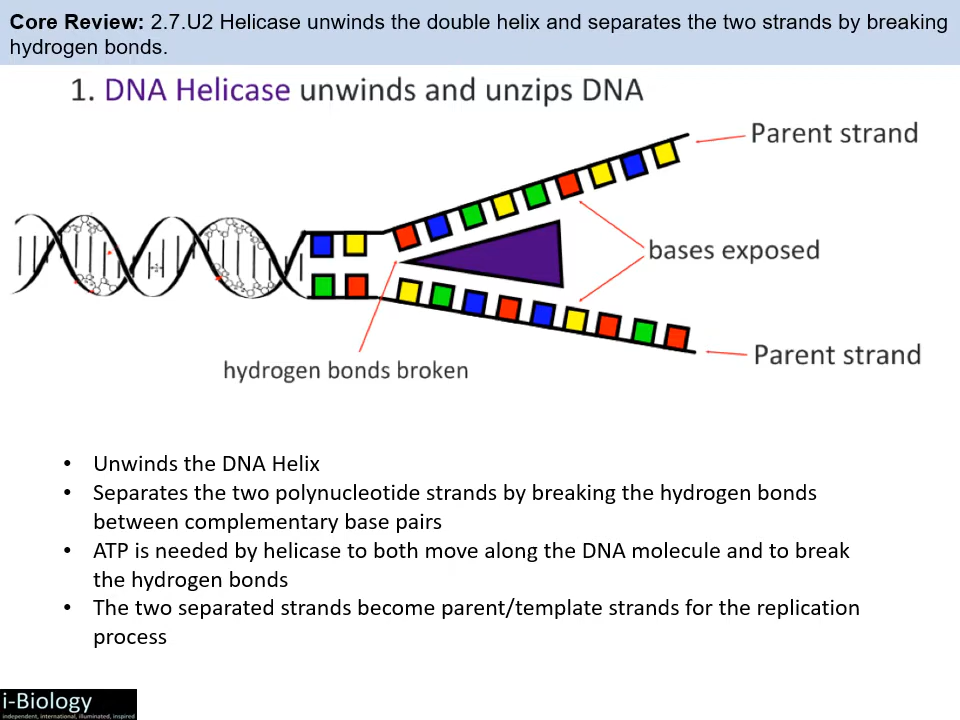 Core Review: 2.7.U2 Helicase unwinds the double helix and separates the two strands by breaking
hydrogen bonds.
1. DNA Helicase unwinds and unzips DNA
Parent strand
bases exposed
Parent strand
hydrogen bonds broken
• Unwinds the DNA Helix
• Separates the two polynucleotide strands by breaking the hydrogen bonds
between complementary base pairs
• ATP is needed by helicase to both move along the DNA molecule and to break
the hydrogen bonds
• The two separated strands become parent/template strands for the replication
process
i-Biology
independent, international, illuminated, inspired